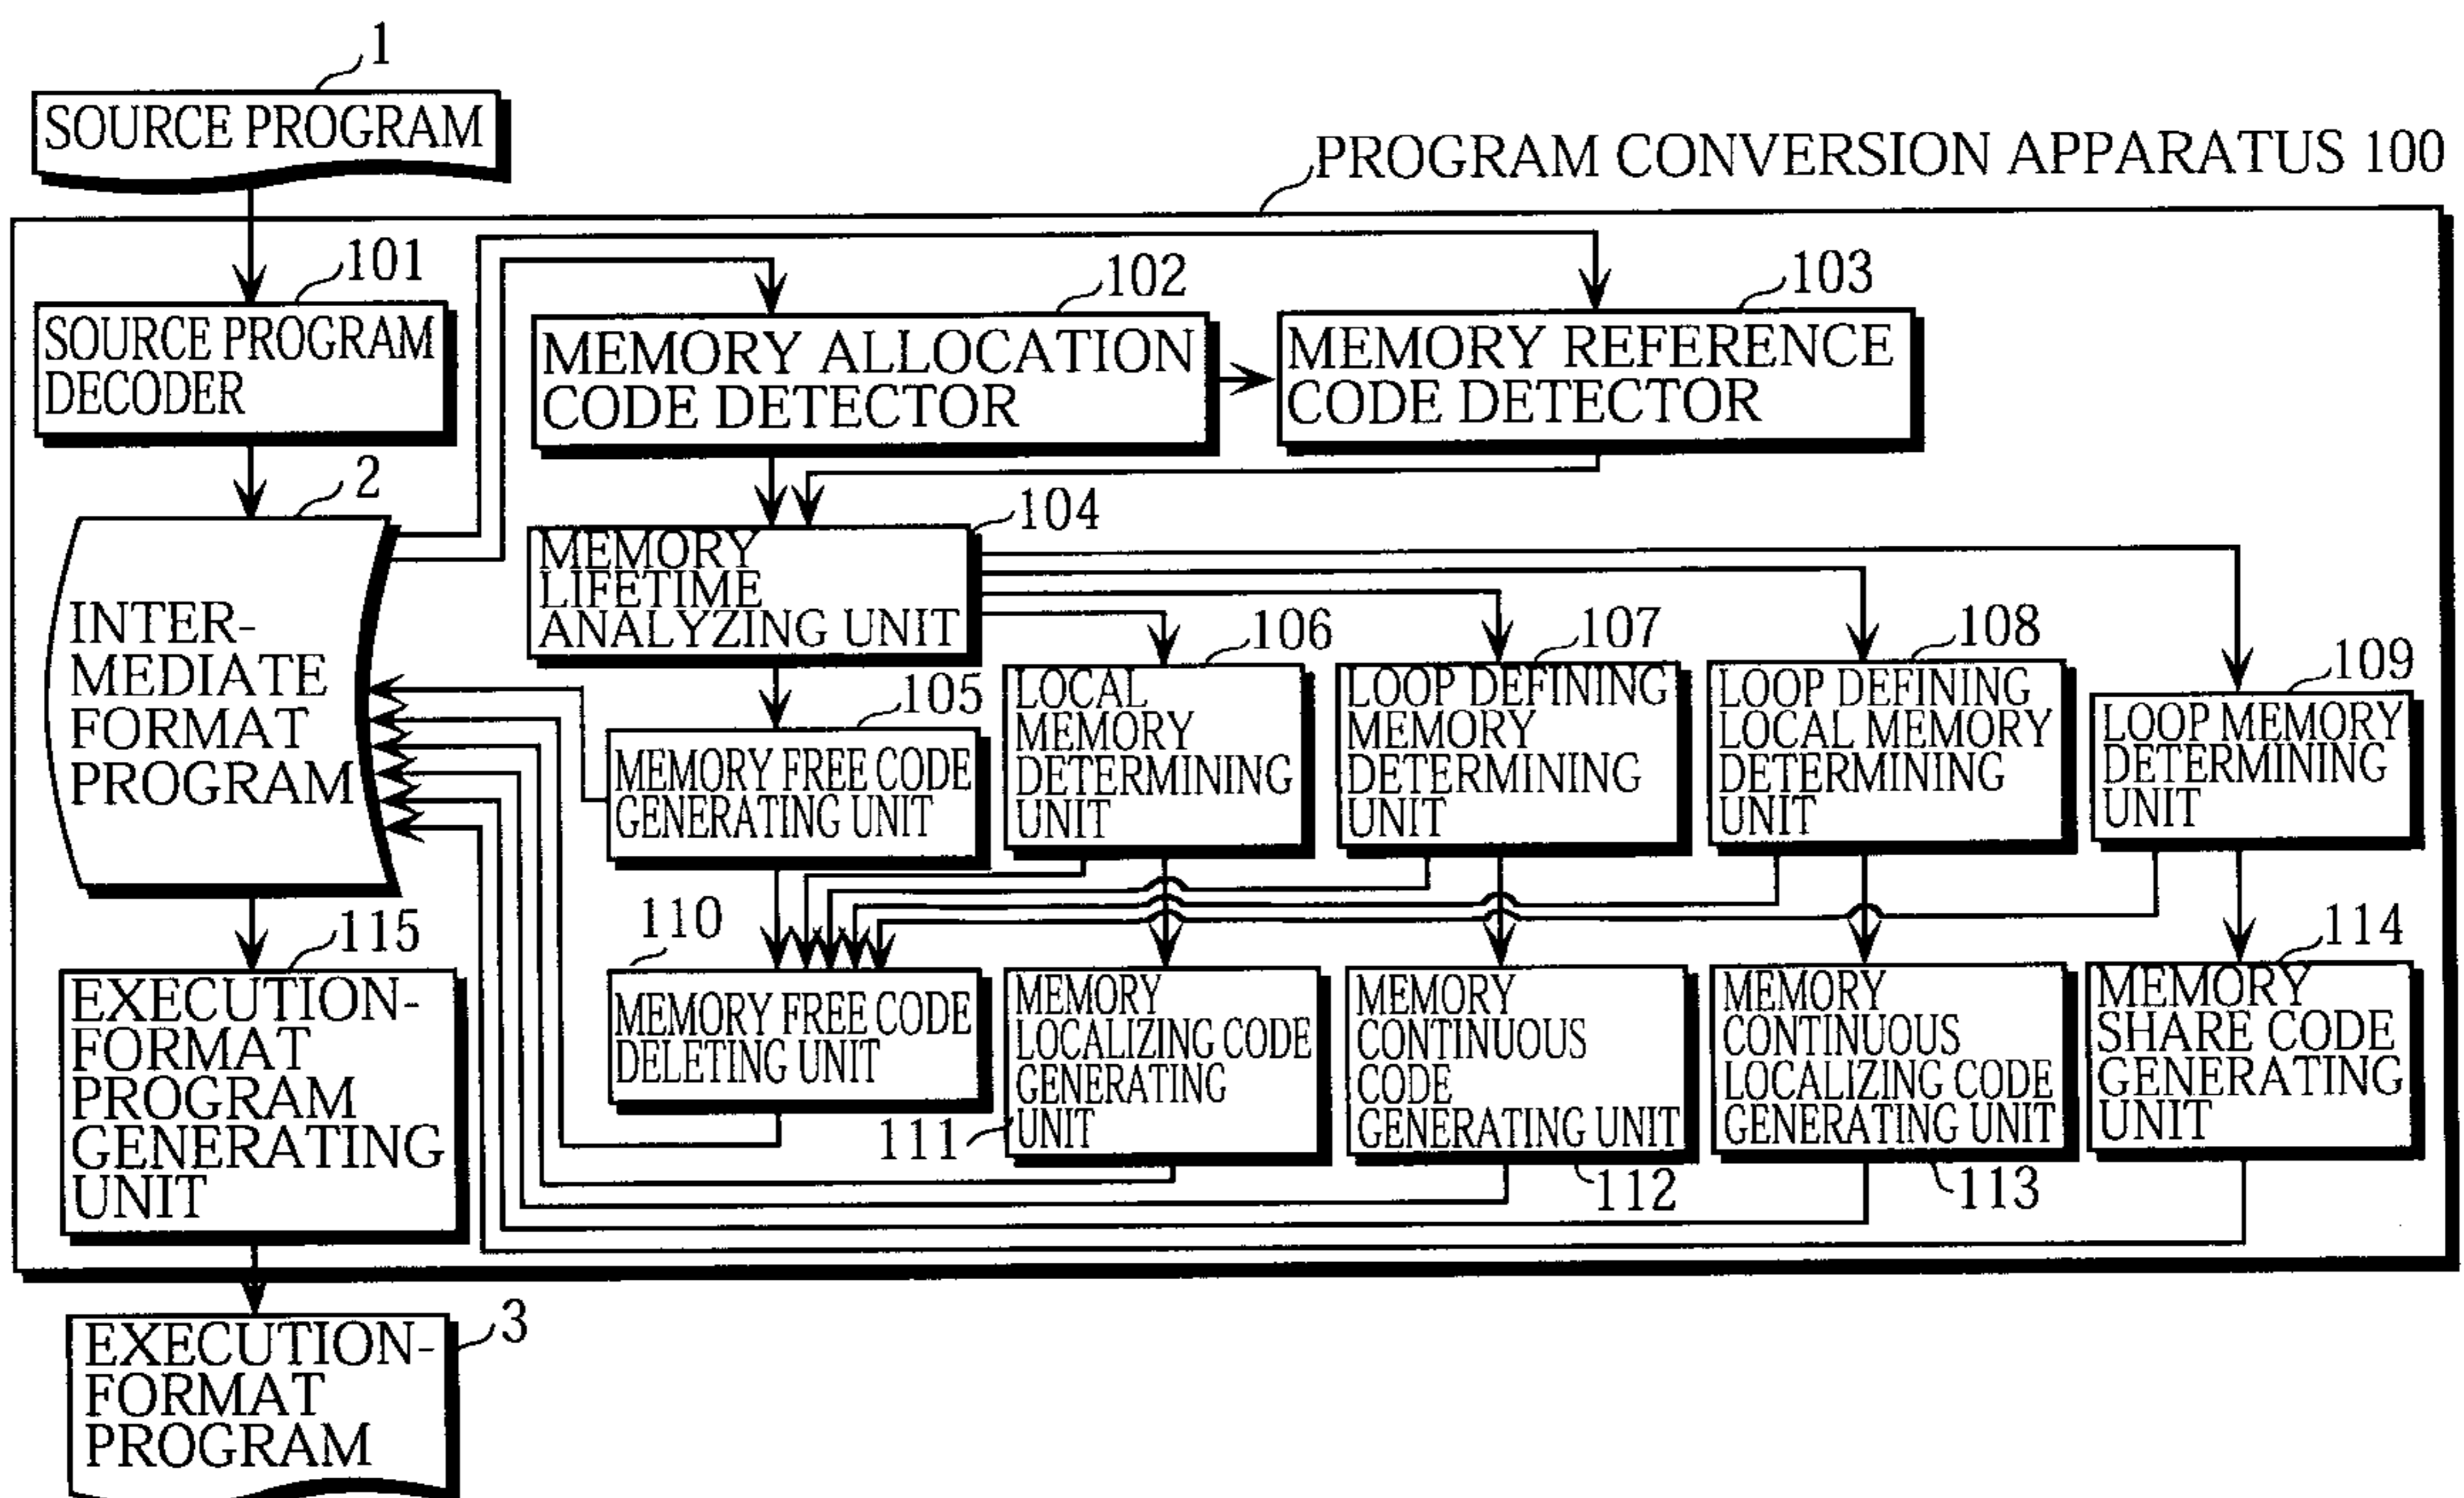 1
SOURCE PROGRAM
PROGRAM CONVERSION APPARATUS 100
101
SOURCE PROGRAM
DECODER
102
MEMORY ALLOCATION
CODE DETECTOR
103
MEMORY REFERENCE
CODE DETECTOR
2
INTER-
MEDIATE
FORMAT
PROGRAM
104
MEMORY
LIFETIME
ANALYZING UNIT
105
MEMORY FREE CODE
GENERATING UNIT
106
LOCAL
MEMORY
DETERMINING
UNIT
107
LOOP DEFINING
MEMORY
DETERMINING
UNIT
108
LOOP DEFINING
LOCAL MEMORY
DETERMINING
UNIT
109
LOOP MEMORY
DETERMINING
UNIT
115
EXECUTION-
FORMAT
PROGRAM
GENERATING
UNIT
110
MEMORY FREE CODE
DELETING UNIT
111
MEMORY
LOCALIZING CODE
GENERATING
UNIT
MEMORY
CONTINUOUS
CODE
GENERATING UNIT
112
MEMORY
CONTINUOUS
LOCALIZING CODE
GENERATING UNIT
113
114
MEMORY
SHARE CODE
GENERATING
UNIT
3
EXECUTION-
FORMAT
PROGRAM